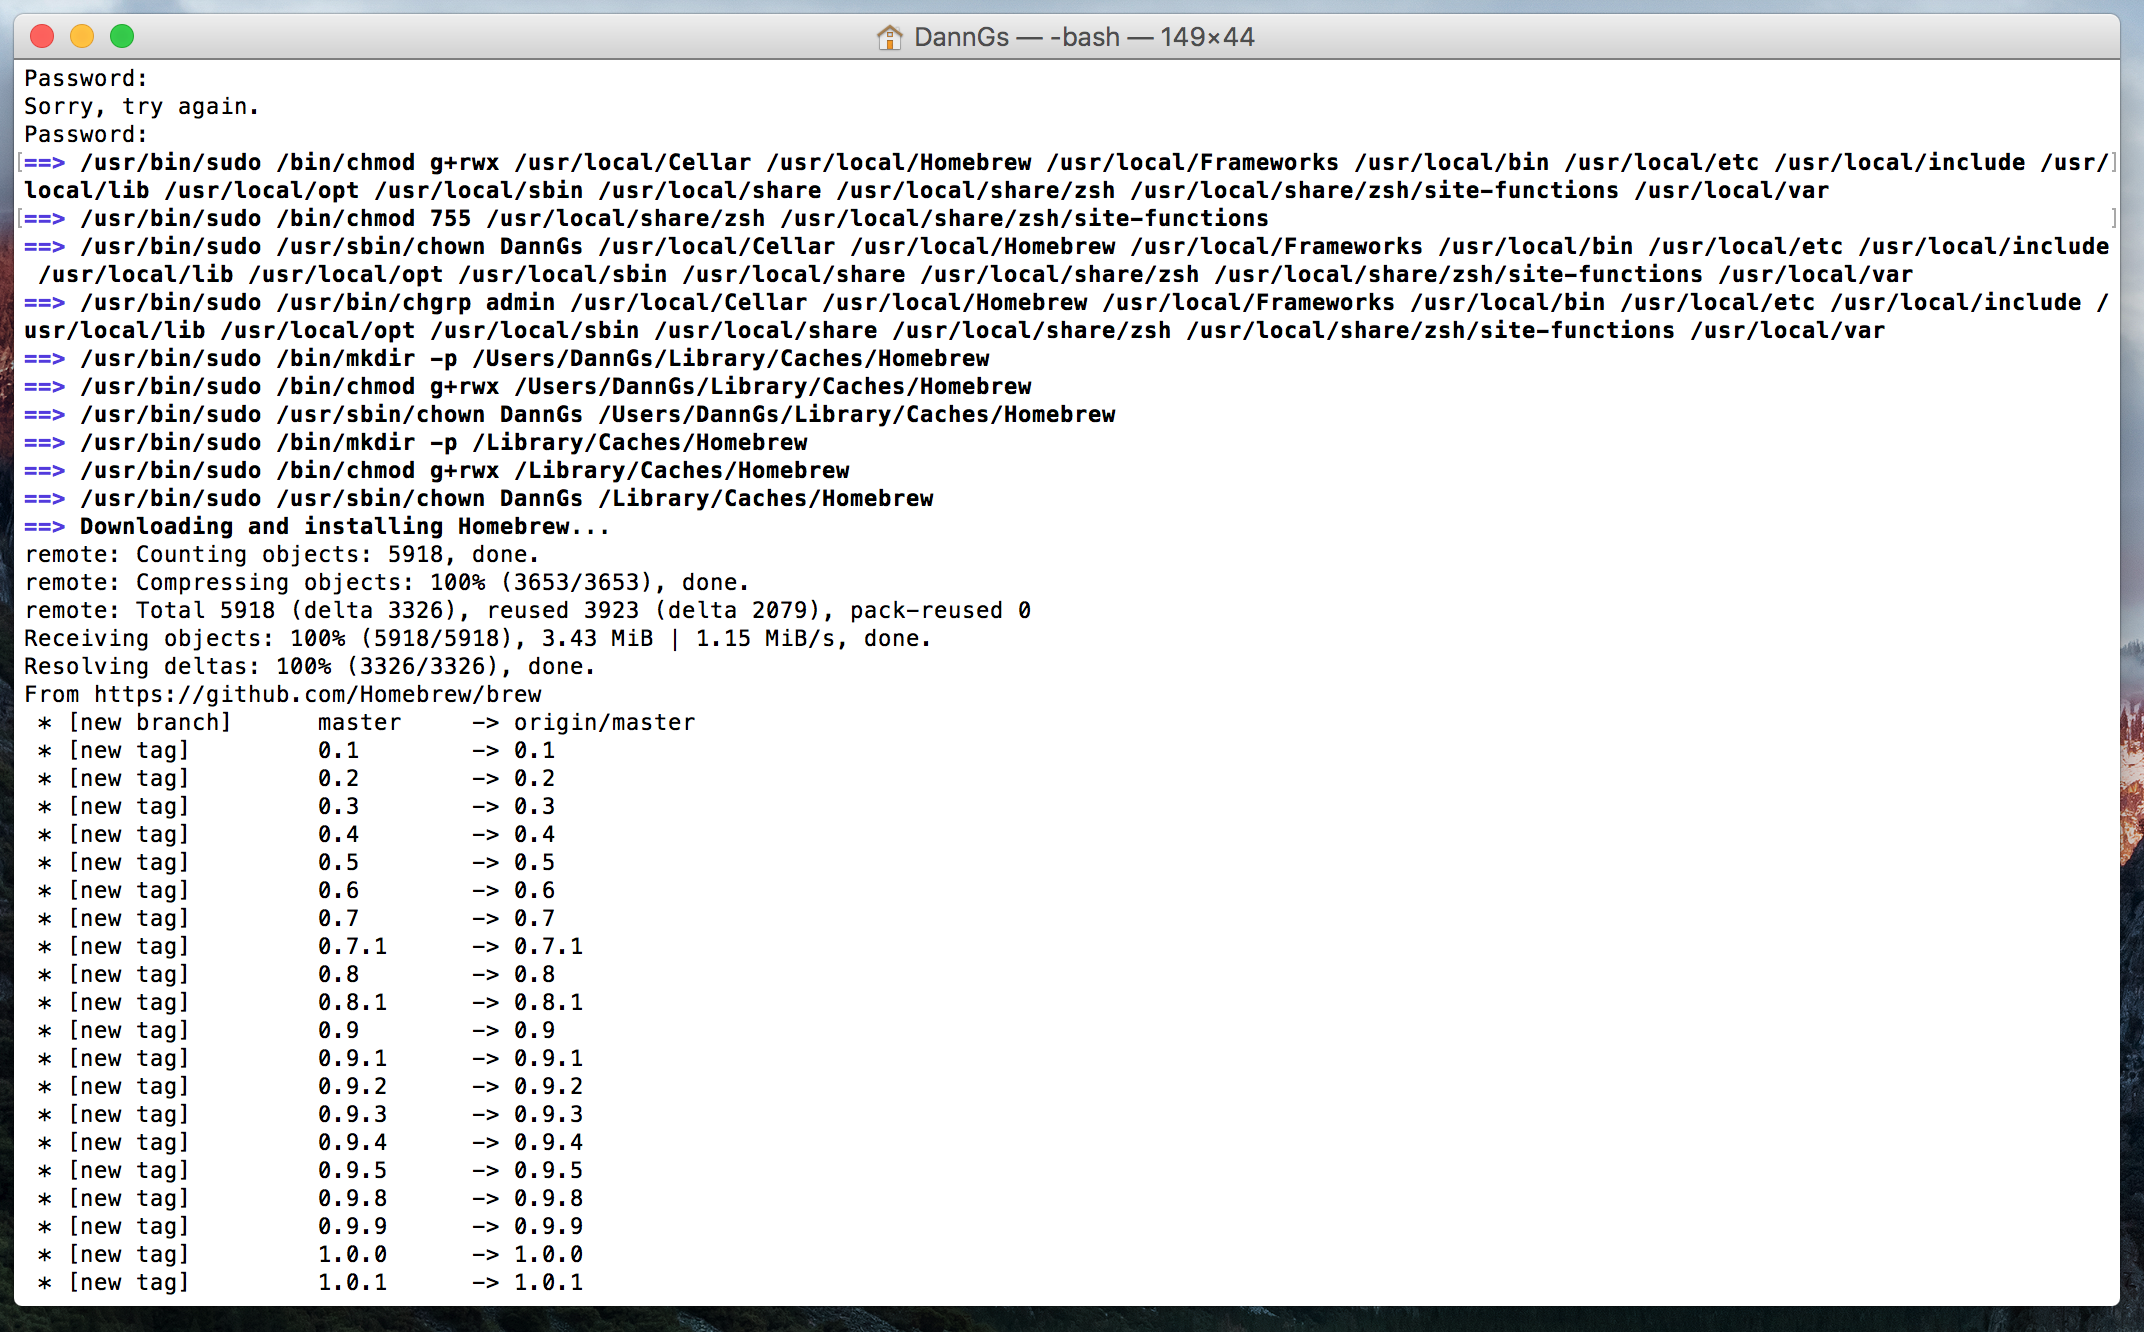 DannGs — -bash — 149×44
Password:
Sorry, try again.
Password:
==> /usr/bin/sudo /bin/chmod g+rwx /usr/local/Cellar /usr/local/Homebrew /usr/local/Frameworks /usr/local/bin /usr/local/etc /usr/local/include /usr/
local/lib /usr/local/opt /usr/local/sbin /usr/local/share /usr/local/share/zsh /usr/local/share/zsh/site-functions /usr/local/var
==> /usr/bin/sudo /bin/chmod 755 /usr/local/share/zsh /usr/local/share/zsh/site-functions
==> /usr/bin/sudo /usr/sbin/chown DannGs /usr/local/Cellar /usr/local/Homebrew /usr/local/Frameworks /usr/local/bin /usr/local/etc /usr/local/include
 /usr/local/lib /usr/local/opt /usr/local/sbin /usr/local/share /usr/local/share/zsh /usr/local/share/zsh/site-functions /usr/local/var
==> /usr/bin/sudo /usr/bin/chgrp admin /usr/local/Cellar /usr/local/Homebrew /usr/local/Frameworks /usr/local/bin /usr/local/etc /usr/local/include /
usr/local/lib /usr/local/opt /usr/local/sbin /usr/local/share /usr/local/share/zsh /usr/local/share/zsh/site-functions /usr/local/var
==> /usr/bin/sudo /bin/mkdir -p /Users/DannGs/Library/Caches/Homebrew
==> /usr/bin/sudo /bin/chmod g+rwx /Users/DannGs/Library/Caches/Homebrew
==> /usr/bin/sudo /usr/sbin/chown DannGs /Users/DannGs/Library/Caches/Homebrew
==> /usr/bin/sudo /bin/mkdir -p /Library/Caches/Homebrew
==> /usr/bin/sudo /bin/chmod g+rwx /Library/Caches/Homebrew
==> /usr/bin/sudo /usr/sbin/chown DannGs /Library/Caches/Homebrew
==> Downloading and installing Homebrew...
remote: Counting objects: 5918, done.
remote: Compressing objects: 100% (3653/3653), done.
remote: Total 5918 (delta 3326), reused 3923 (delta 2079), pack-reused 0
Receiving objects: 100% (5918/5918), 3.43 MiB | 1.15 MiB/s, done.
Resolving deltas: 100% (3326/3326), done.
From https://github.com/Homebrew/brew
 * [new branch]      master     -> origin/master
 * [new tag]         0.1        -> 0.1
 * [new tag]         0.2        -> 0.2
 * [new tag]         0.3        -> 0.3
 * [new tag]         0.4        -> 0.4
 * [new tag]         0.5        -> 0.5
 * [new tag]         0.6        -> 0.6
 * [new tag]         0.7        -> 0.7
 * [new tag]         0.7.1      -> 0.7.1
 * [new tag]         0.8        -> 0.8
 * [new tag]         0.8.1      -> 0.8.1
 * [new tag]         0.9        -> 0.9
 * [new tag]         0.9.1      -> 0.9.1
 * [new tag]         0.9.2      -> 0.9.2
 * [new tag]         0.9.3      -> 0.9.3
 * [new tag]         0.9.4      -> 0.9.4
 * [new tag]         0.9.5      -> 0.9.5
 * [new tag]         0.9.8      -> 0.9.8
 * [new tag]         0.9.9      -> 0.9.9
 * [new tag]         1.0.0      -> 1.0.0
 * [new tag]         1.0.1      -> 1.0.1